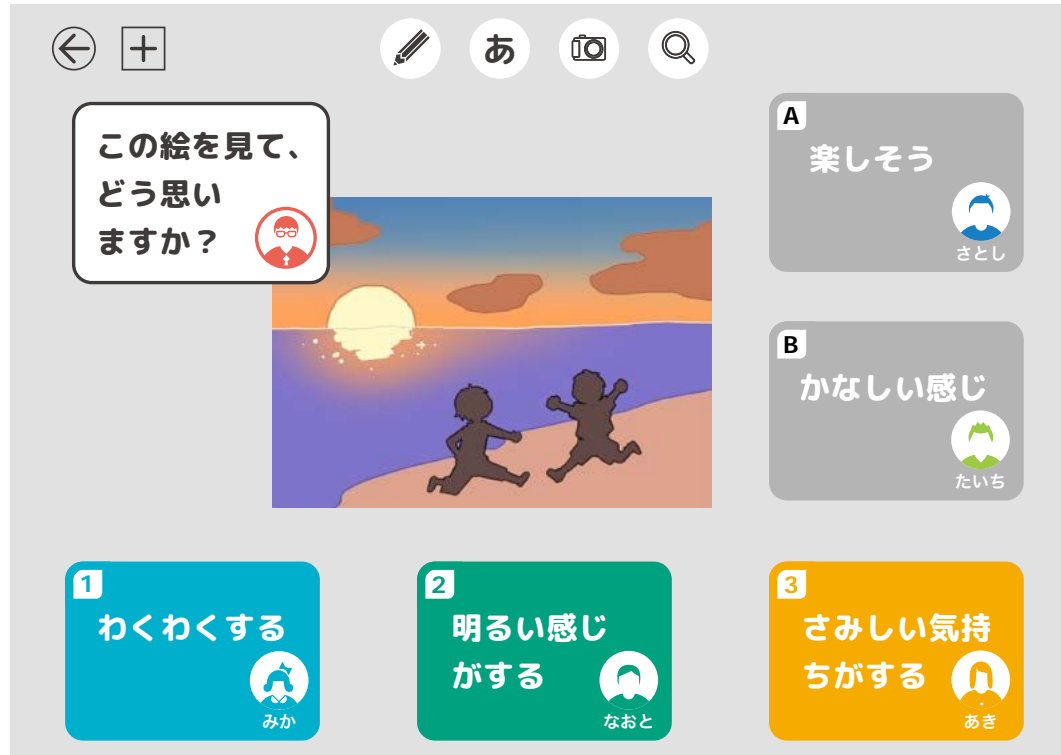 あ
この絵を見て、
どう思い
ますか？
A
楽しそう
さとし
B
かなしい感じ
たいち
1
わくわくする
みか
2
明るい感じ
がする
なおと
3
さみしい気持
ちがする
あき